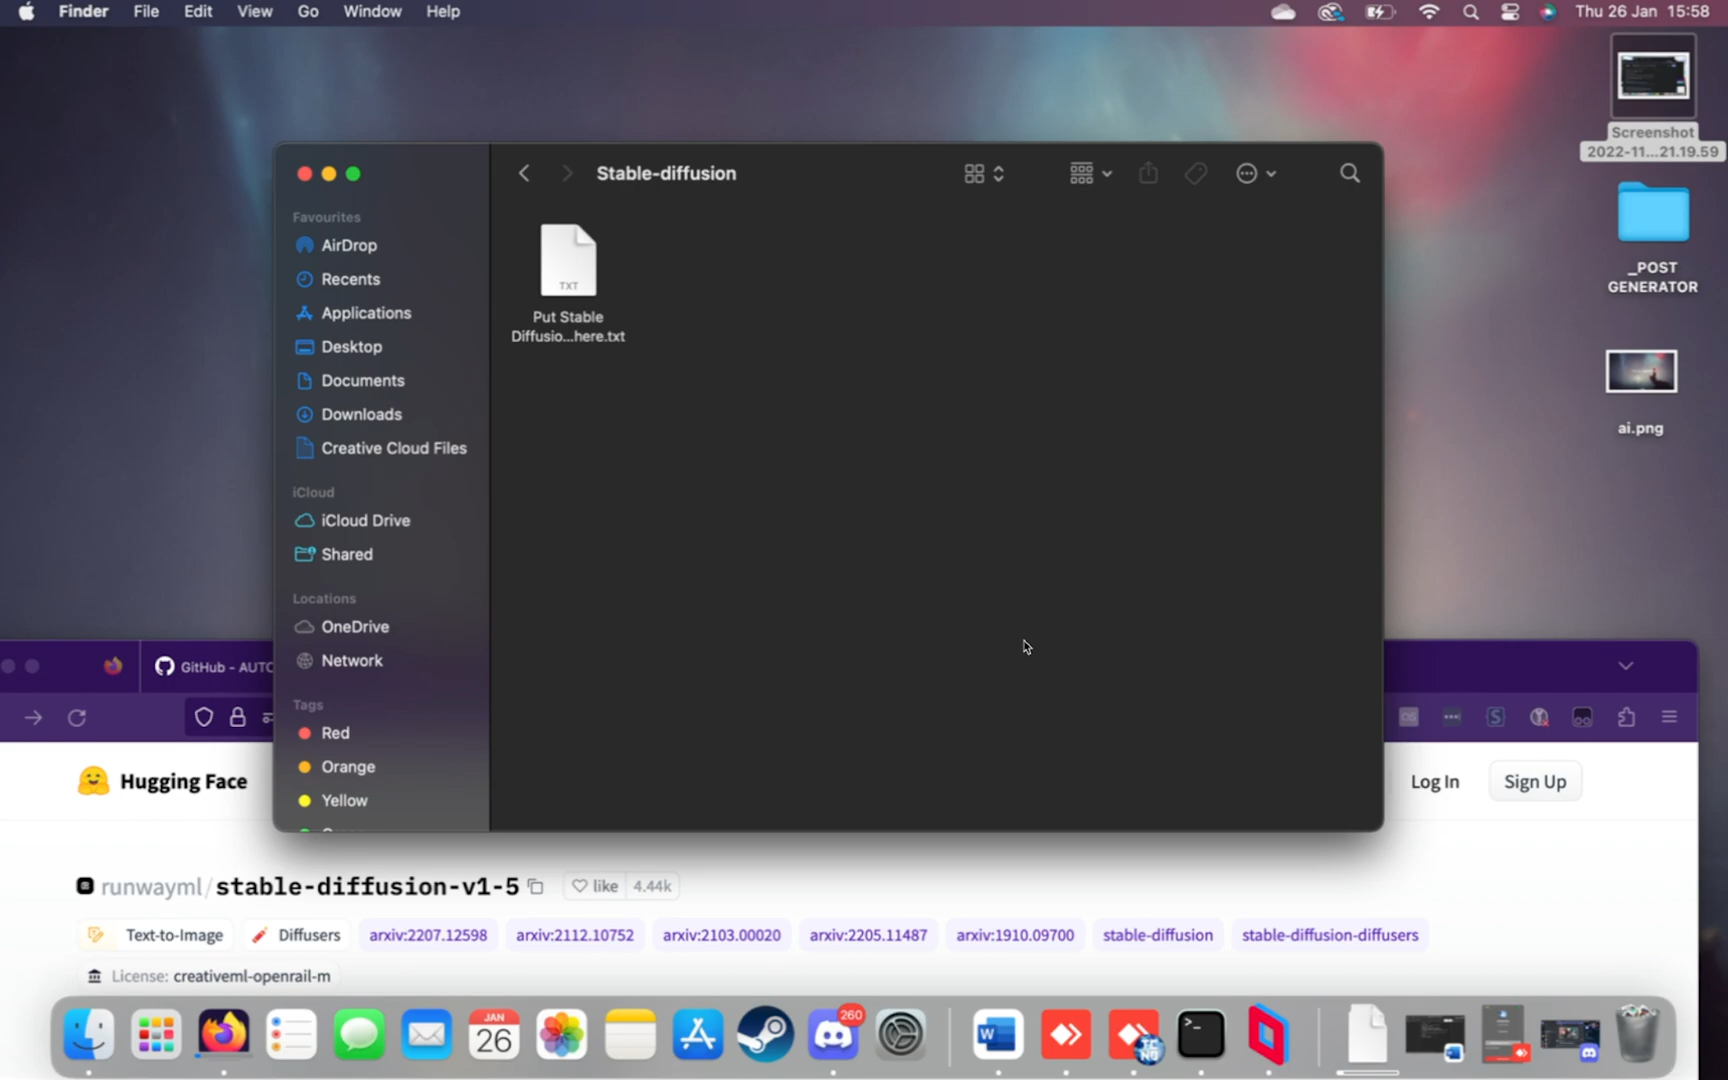 Finder File Edit View Go Window Help Thu 26 Jan 15:58
Screenshot
2022-11...21.19.59
_POST
GENERATOR
ai.png
Stable-diffusion
Favourites
AirDrop
Recents
Applications
Desktop
Documents
Downloads
Creative Cloud Files
iCloud
iCloud Drive
Shared
Locations
OneDrive
Network
Tags
Red
Orange
Yellow
TXT
Put Stable
Diffusio...here.txt
GitHub - AUTO
Hugging Face Log In Sign Up
runwayml/stable-diffusion-v1-5 like 4.44k
Text-to-Image Diffusers arxiv:2207.12598 arxiv:2112.10752 arxiv:2103.00020 arxiv:2205.11487 arxiv:1910.09700 stable-diffusion stable-diffusion-diffusers
License: creativeml-openrail-m
JAN
26
260
W